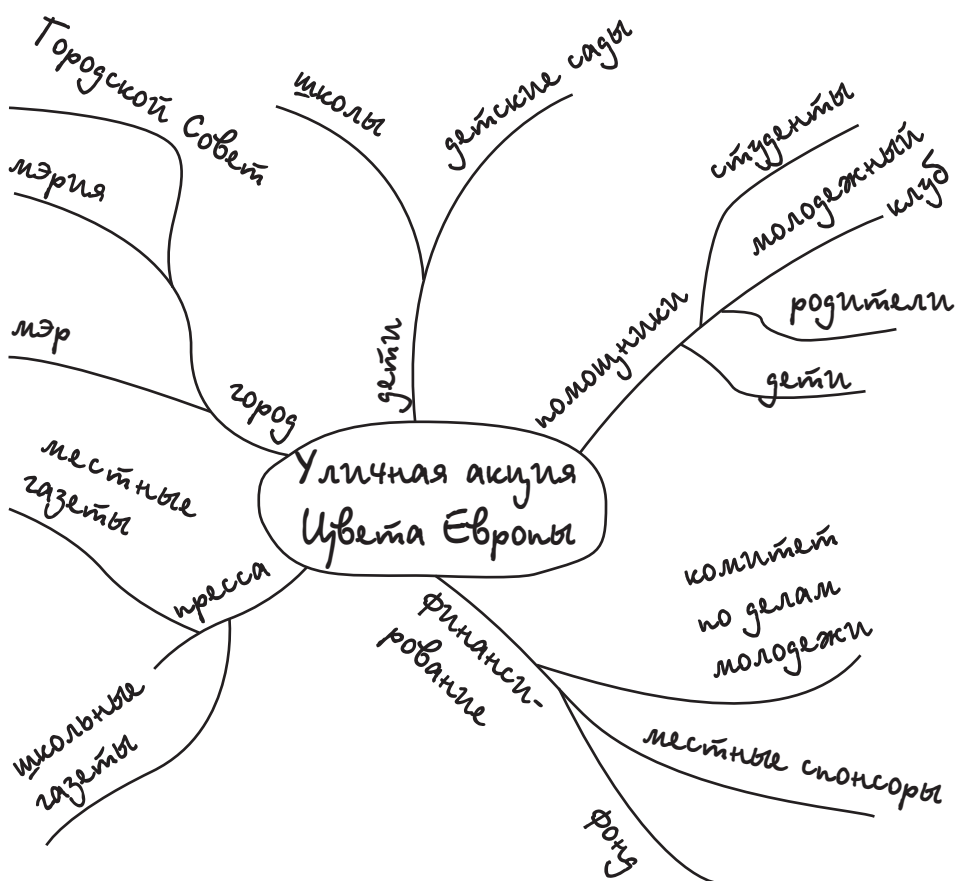 Городской Совет
мэрия
мэр
город
школы
детские сады
дети
студенты
молодежный
клуб
родители
дети
помощники
Уличная акция
Цвета Европы
местные
газеты
пресса
школьные
газеты
финанси-
рование
комитет
по делам
молодежи
местные спонсоры
фонд